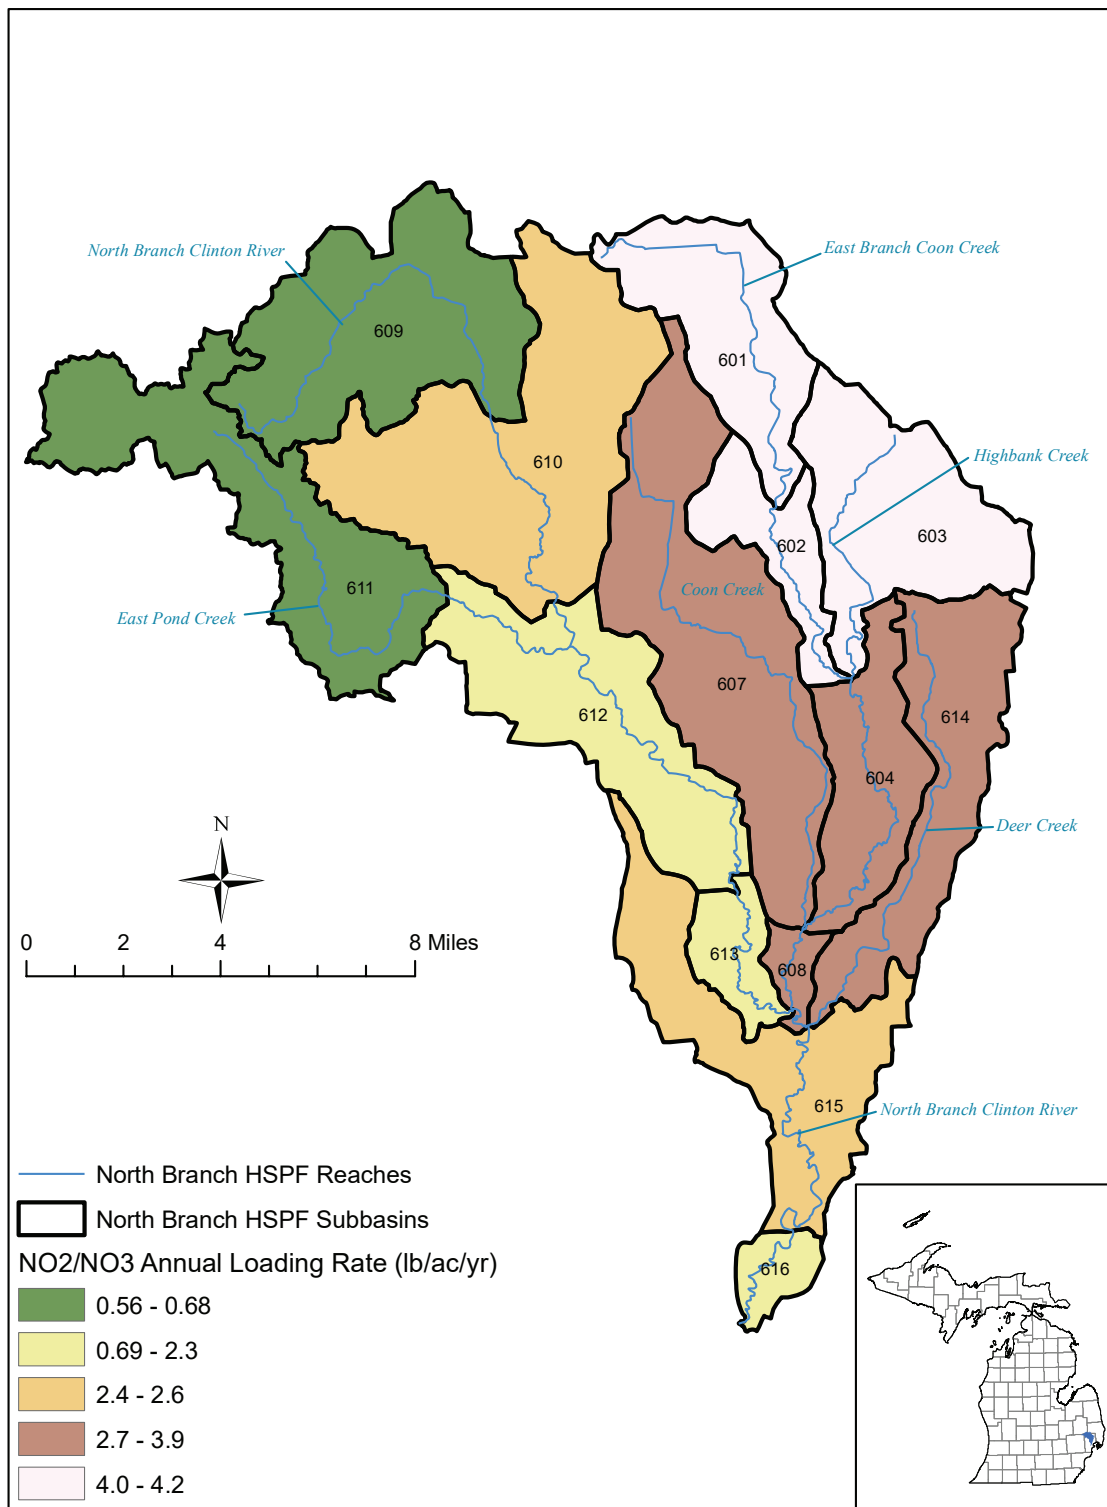 North Branch Clinton River
East Branch Coon Creek
609
601
610
Highbank Creek
603
602
611
Coon Creek
East Pond Creek
607
612
614
604
Deer Creek
N
0 2 4 8 Miles
613
608
615
North Branch Clinton River
North Branch HSPF Reaches
North Branch HSPF Subbasins
616
NO2/NO3 Annual Loading Rate (lb/ac/yr)
0.56 - 0.68
0.69 - 2.3
2.4 - 2.6
2.7 - 3.9
4.0 - 4.2